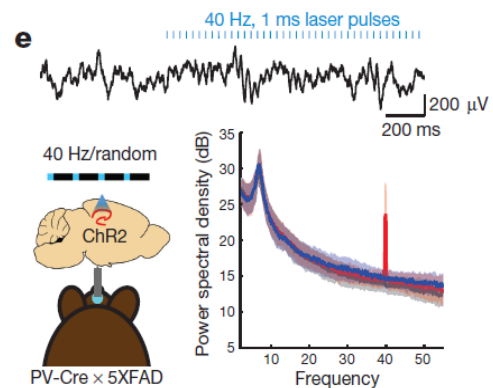 e
40 Hz, 1 ms laser pulses
200 μV
200 ms
40 Hz/random
ChR2
PV-Cre × 5XFAD
Power spectral density (dB)
35
30
25
20
15
10
5
10 20 30 40 50
Frequency